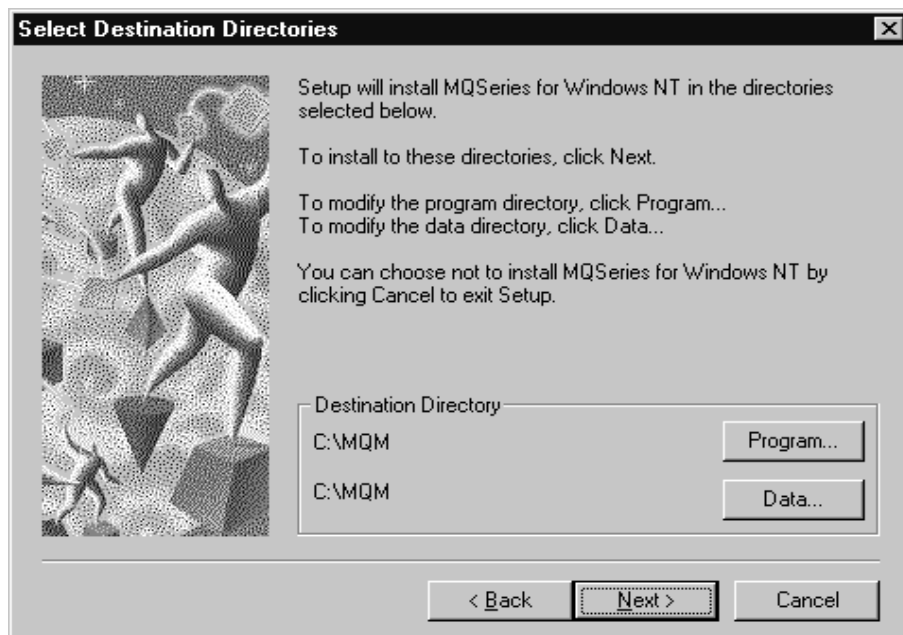 Select Destination Directories
Setup will install MQSeries for Windows NT in the directories
selected below.
To install to these directories, click Next.
To modify the program directory, click Program...
To modify the data directory, click Data...
You can choose not to install MQSeries for Windows NT by
clicking Cancel to exit Setup.
Destination Directory
C:\MQM
Program...
C:\MQM
Data...
< Back
Next >
Cancel